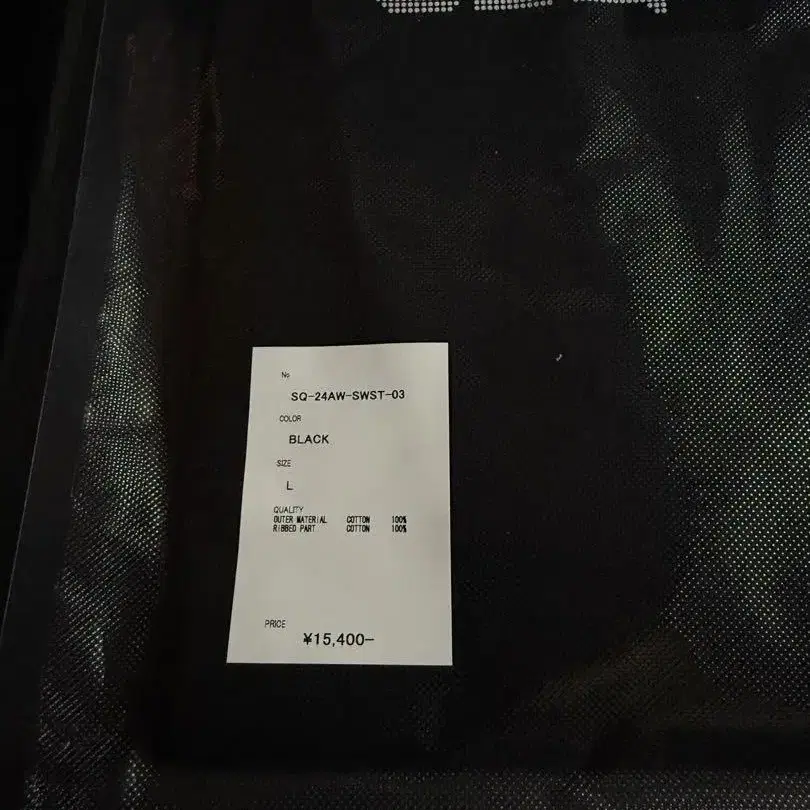 No
SQ-24AW-SWST-03
COLOR
BLACK
SIZE
L
QUALITY
OUTER MATERIAL COTTON 100%
RIBBED PART COTTON 100%
PRICE
¥15,400-